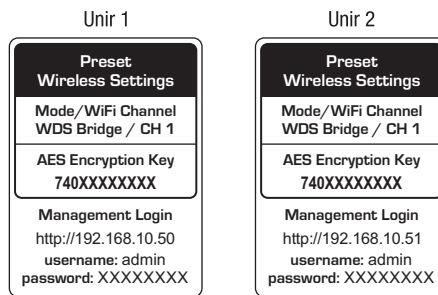 Unir 1
Preset
Wireless Settings
Mode/WiFi Channel
WDS Bridge / CH 1
AES Encryption Key
740XXXXXXXX
Management Login
http://192.168.10.50
username: admin
password: XXXXXXXX
Unir 2
Preset
Wireless Settings
Mode/WiFi Channel
WDS Bridge / CH 1
AES Encryption Key
740XXXXXXXX
Management Login
http://192.168.10.51
username: admin
password: XXXXXXXX